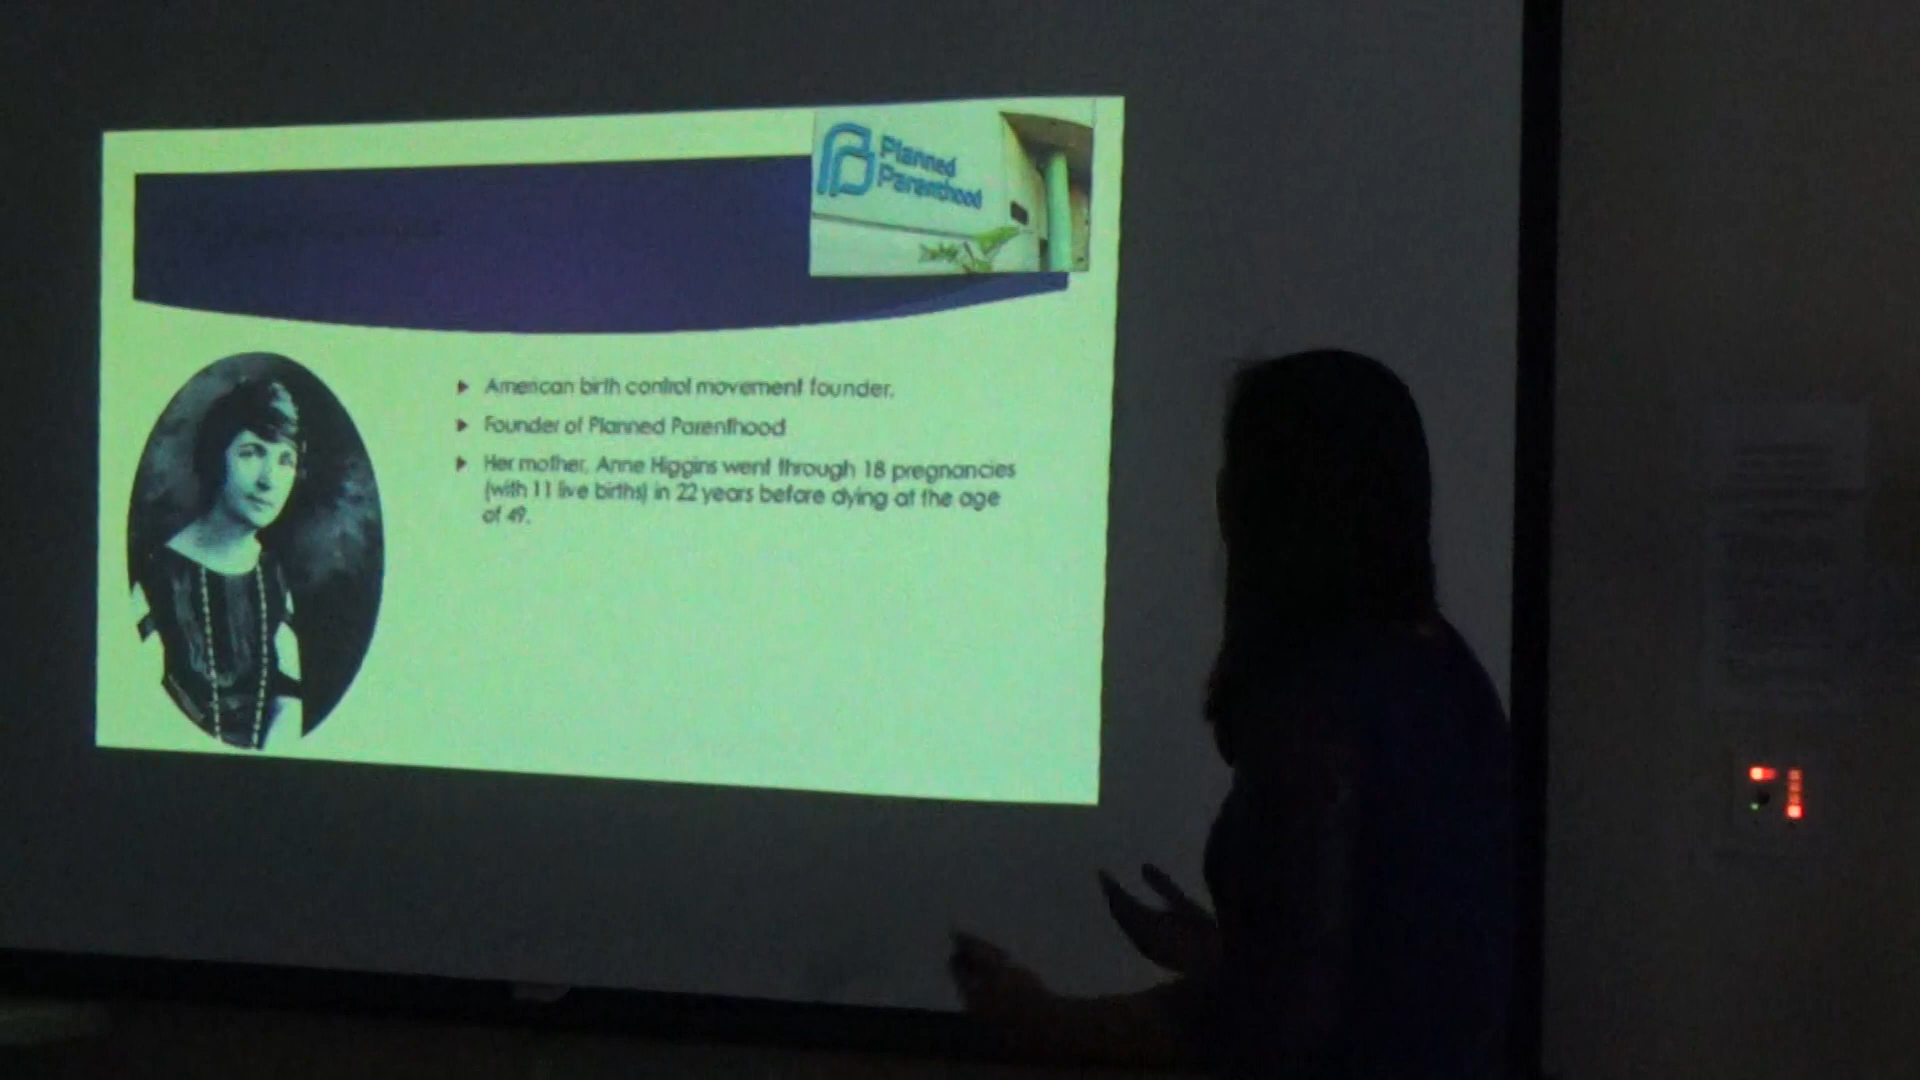 Planned
Parenthood
American birth control movement founder.
Founder of Planned Parenthood
Her mother, Anne Higgins went through 18 pregnancies
(with 11 live births) in 22 years before dying at the age
of 49.